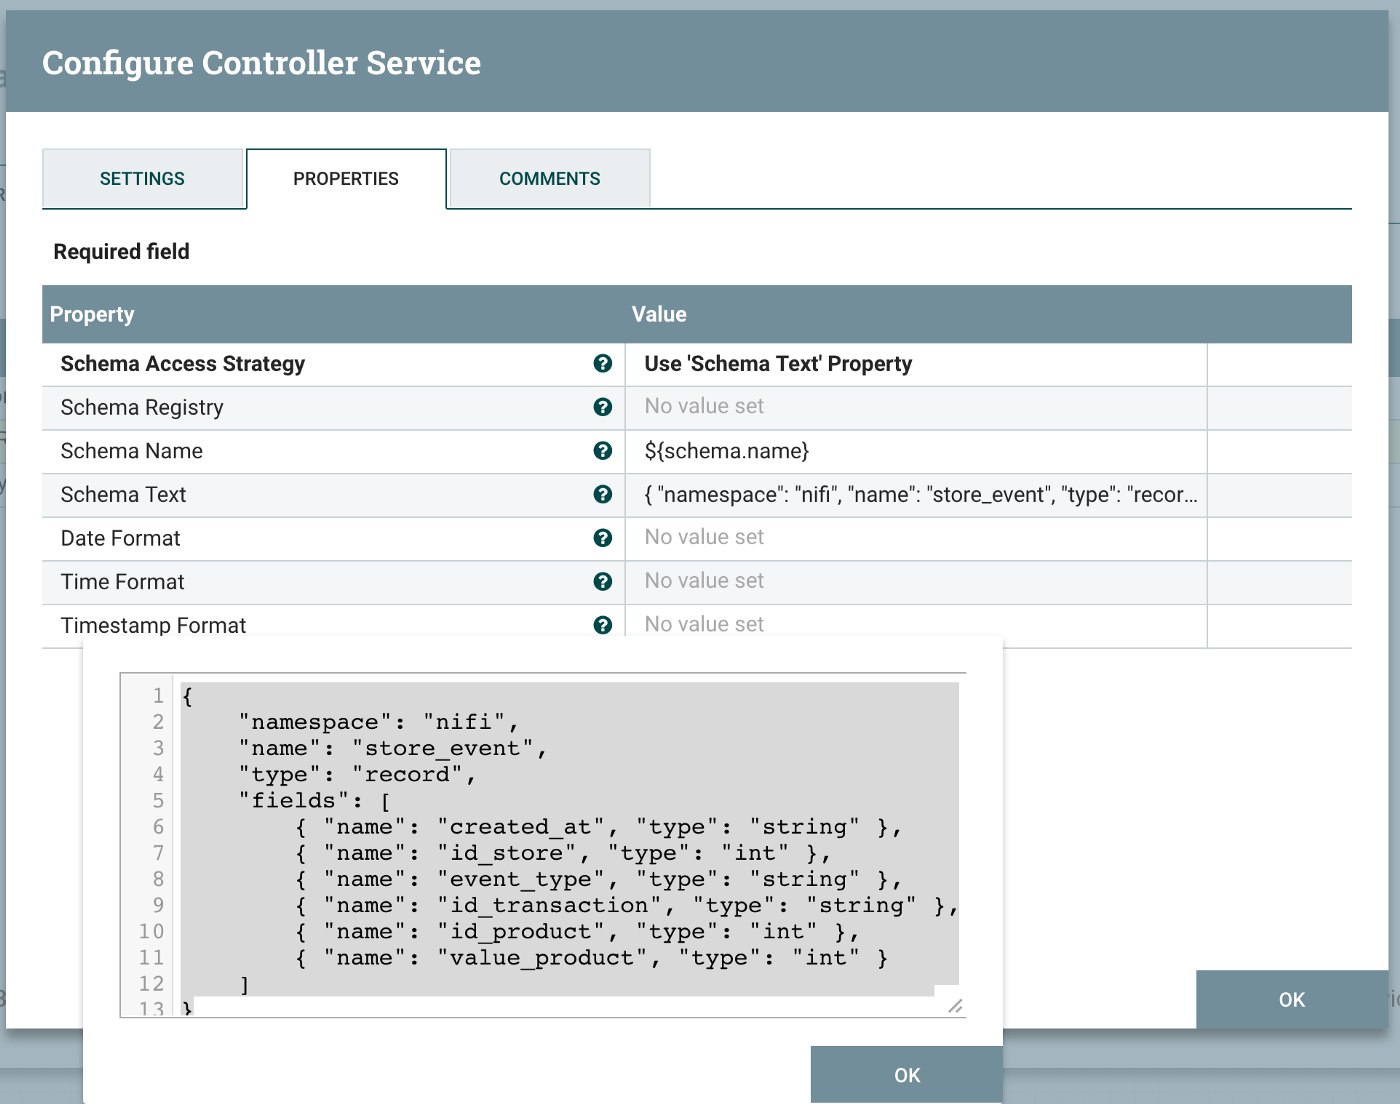 Configure Controller Service
SETTINGS
PROPERTIES
COMMENTS
Required field
Property Value
Schema Access Strategy Use 'Schema Text' Property
Schema Registry No value set
Schema Name ${schema.name}
Schema Text { "namespace": "nifi", "name": "store_event", "type": "recor...
Date Format No value set
Time Format No value set
Timestamp Format No value set
1 {
2 "namespace": "nifi",
3 "name": "store_event",
4 "type": "record",
5 "fields": [
6 { "name": "created_at", "type": "string" },
7 { "name": "id_store", "type": "int" },
8 { "name": "event_type", "type": "string" },
9 { "name": "id_transaction", "type": "string" },
10 { "name": "id_product", "type": "int" },
11 { "name": "value_product", "type": "int" }
12 ]
13 }
OK
OK